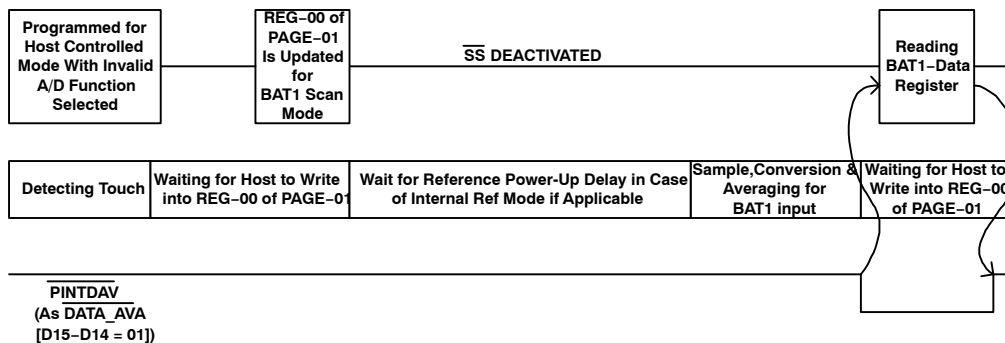 Programmed for
Host Controlled
Mode With Invalid
A/D Function
Selected
REG−00 of
PAGE−01
Is Updated
for
BAT1 Scan
Mode
SS DEACTIVATED
Reading
BAT1−Data
Register
Detecting Touch
Waiting for Host to Write
into REG−00 of PAGE−01
Wait for Reference Power−Up Delay in Case
of Internal Ref Mode if Applicable
Sample,Conversion &
Averaging for
BAT1 input
Waiting for Host to
Write into REG−00
of PAGE−01
PINTDAV
(As DATA_AVA
[D15−D14 = 01])